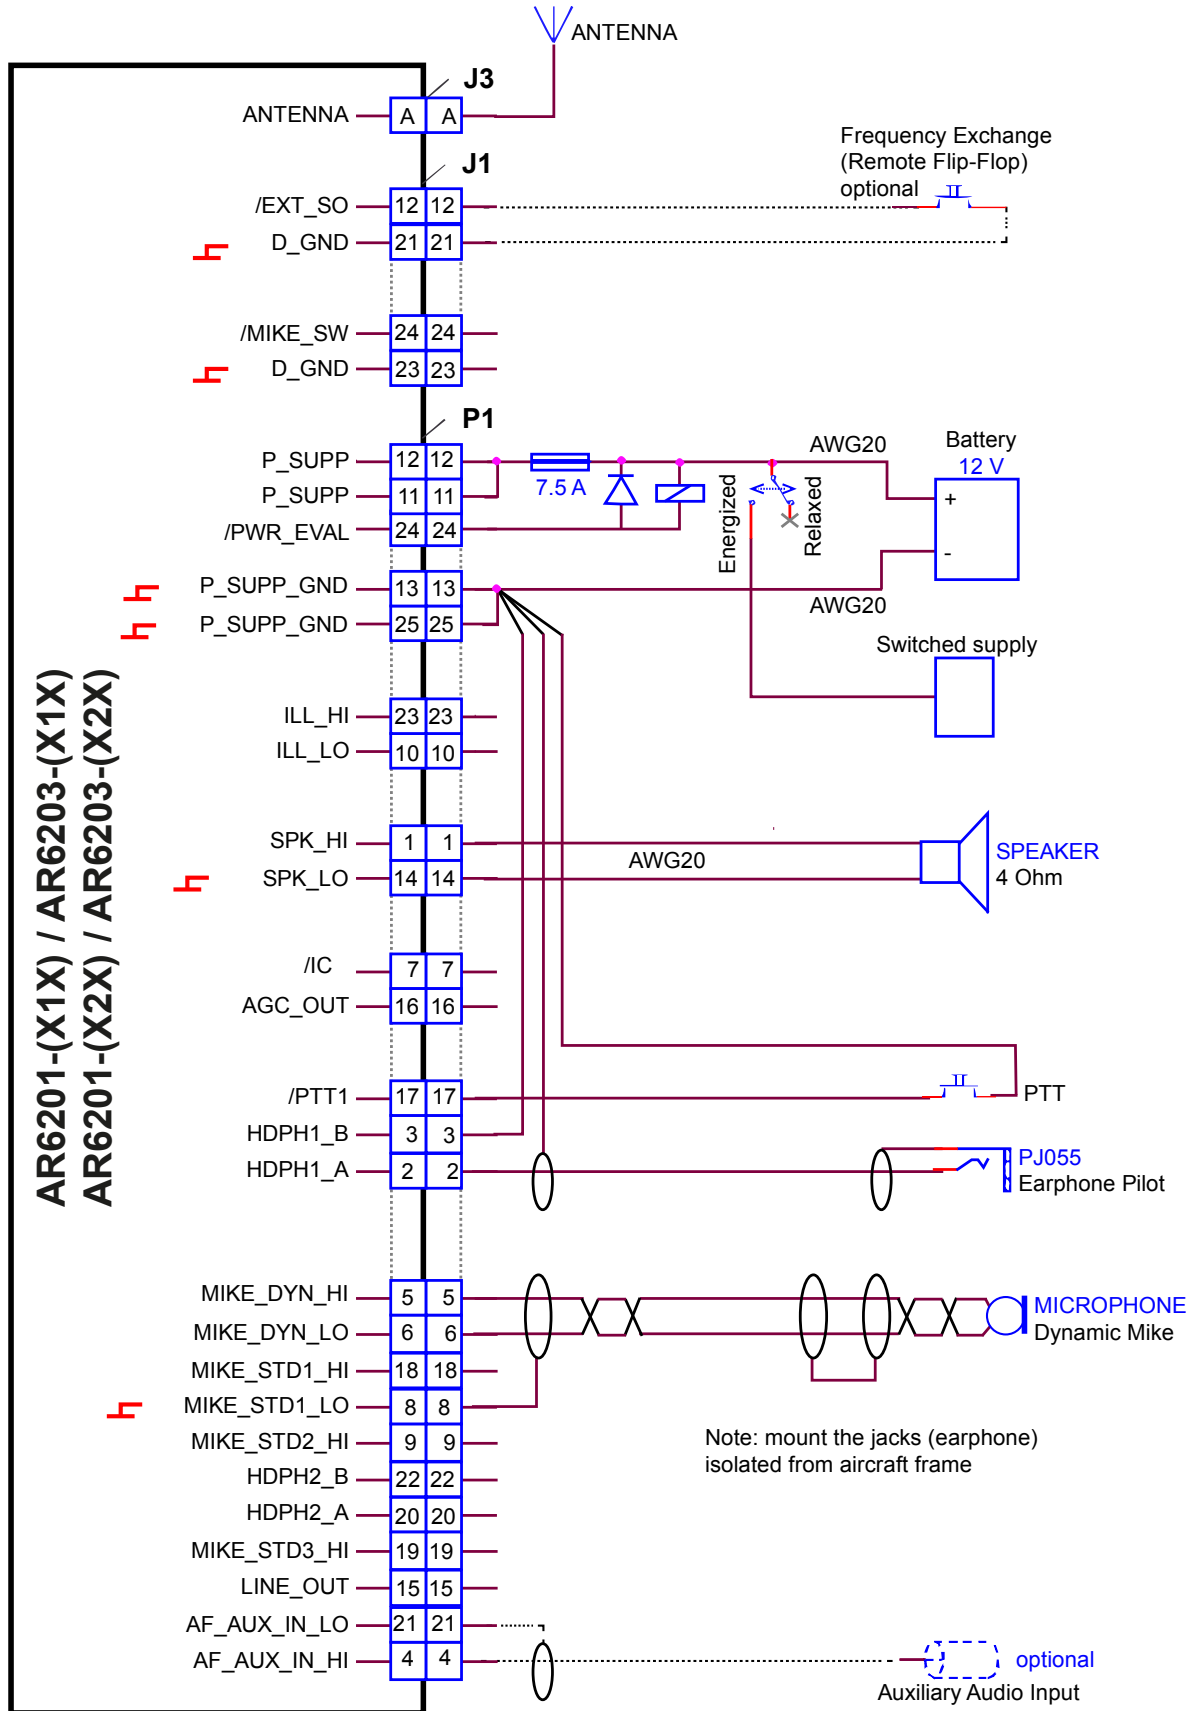 ANTENNA
J3
ANTENNA A A
Frequency Exchange
(Remote Flip-Flop)
optional
J1
/EXT_SO 12 12
D_GND 21 21
/MIKE_SW 24 24
D_GND 23 23
P1
P_SUPP 12 12
P_SUPP 11 11
/PWR_EVAL 24 24
7.5 A
Energized
Relaxed
AWG20
Battery
12 V
+
-
P_SUPP_GND 13 13
P_SUPP_GND 25 25
AWG20
Switched supply
ILL_HI 23 23
ILL_LO 10 10
AR6201-(X1X) / AR6203-(X1X)
AR6201-(X2X) / AR6203-(X2X)
SPK_HI 1 1
SPK_LO 14 14
AWG20
SPEAKER
4 Ohm
/IC 7 7
AGC_OUT 16 16
/PTT1 17 17
PTT
HDPH1_B 3 3
HDPH1_A 2 2
PJ055
Earphone Pilot
MIKE_DYN_HI 5 5
MIKE_DYN_LO 6 6
MICROPHONE
Dynamic Mike
MIKE_STD1_HI 18 18
MIKE_STD1_LO 8 8
MIKE_STD2_HI 9 9
Note: mount the jacks (earphone)
isolated from aircraft frame
HDPH2_B 22 22
HDPH2_A 20 20
MIKE_STD3_HI 19 19
LINE_OUT 15 15
AF_AUX_IN_LO 21 21
AF_AUX_IN_HI 4 4
optional
Auxiliary Audio Input